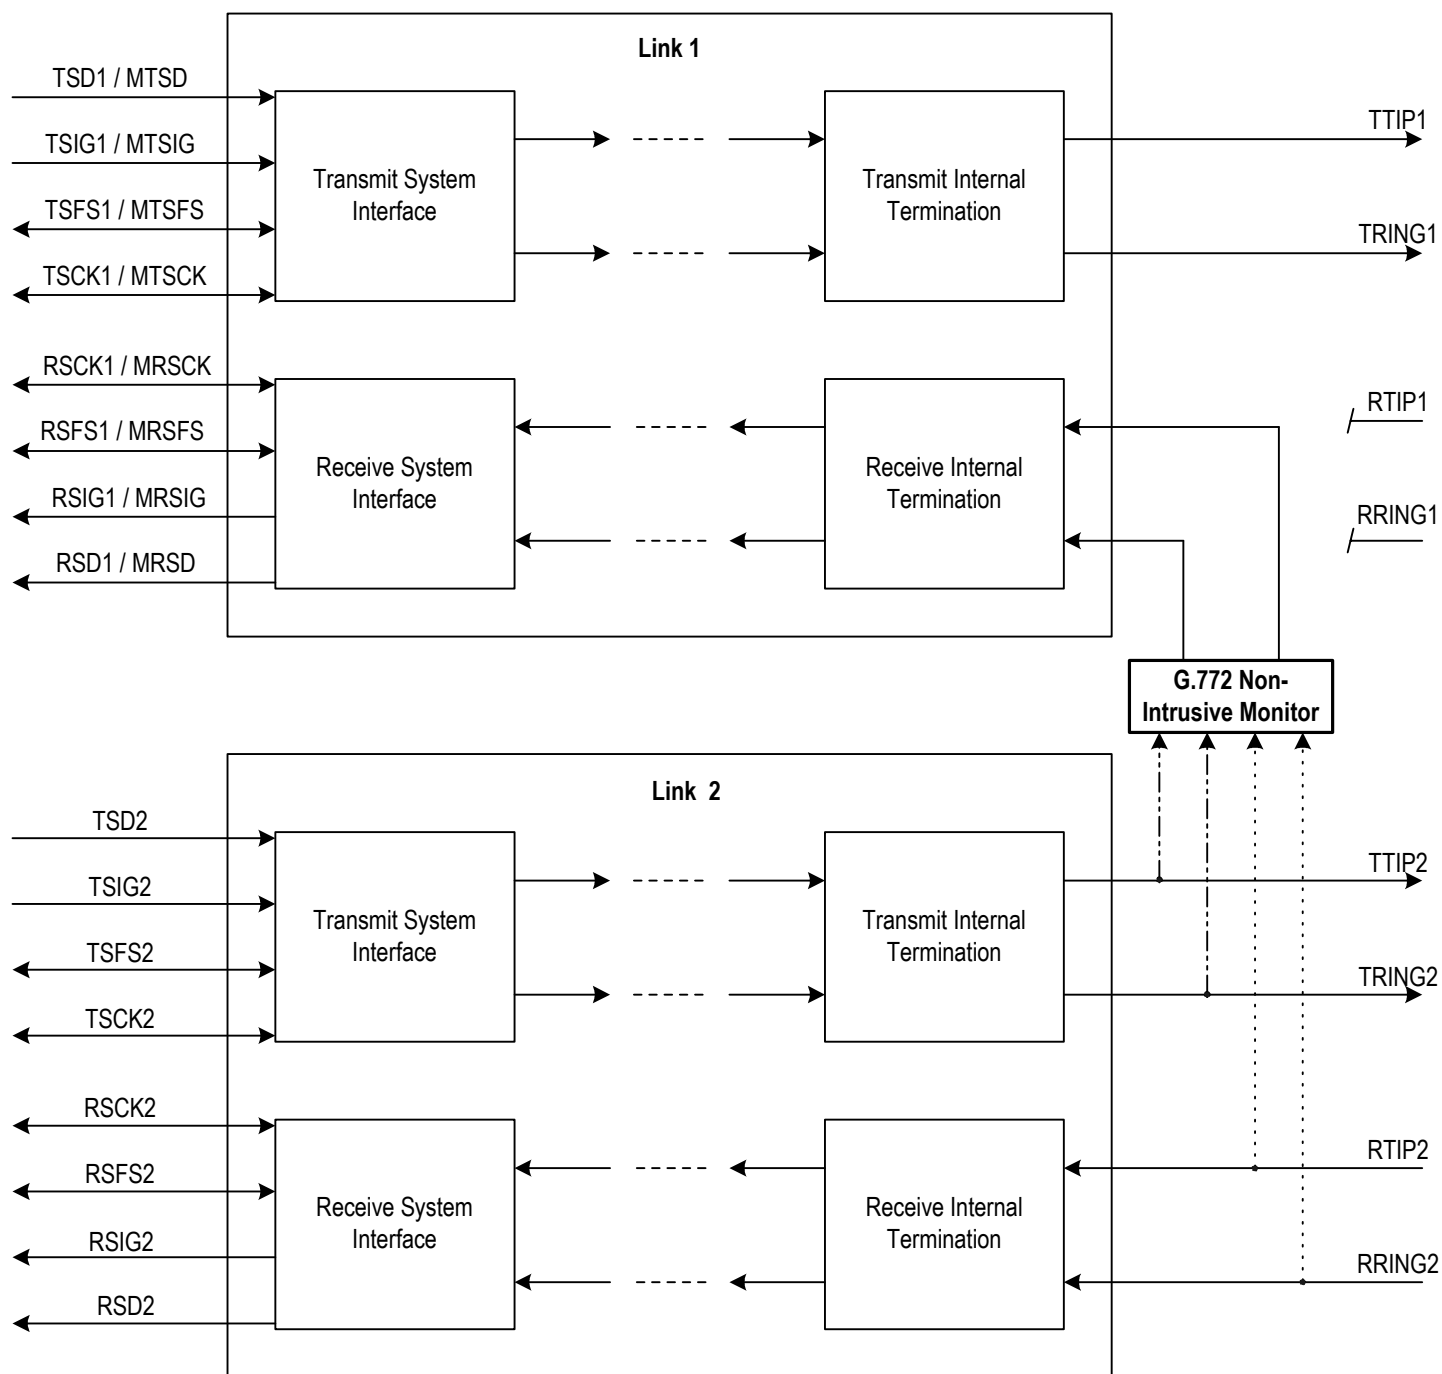 Link 1
TSD1 / MTSD
TSIG1 / MTSIG
TSFS1 / MTSFS
TSCK1 / MTSCK
Transmit System
Interface
Transmit Internal
Termination
TTIP1
TRING1
RSCK1 / MRSCK
RSFS1 / MRSFS
RSIG1 / MRSIG
RSD1 / MRSD
Receive System
Interface
Receive Internal
Termination
RTIP1
RRING1
G.772 Non-
Intrusive Monitor
Link 2
TSD2
TSIG2
TSFS2
TSCK2
Transmit System
Interface
Transmit Internal
Termination
TTIP2
TRING2
RSCK2
RSFS2
RSIG2
RSD2
Receive System
Interface
Receive Internal
Termination
RTIP2
RRING2